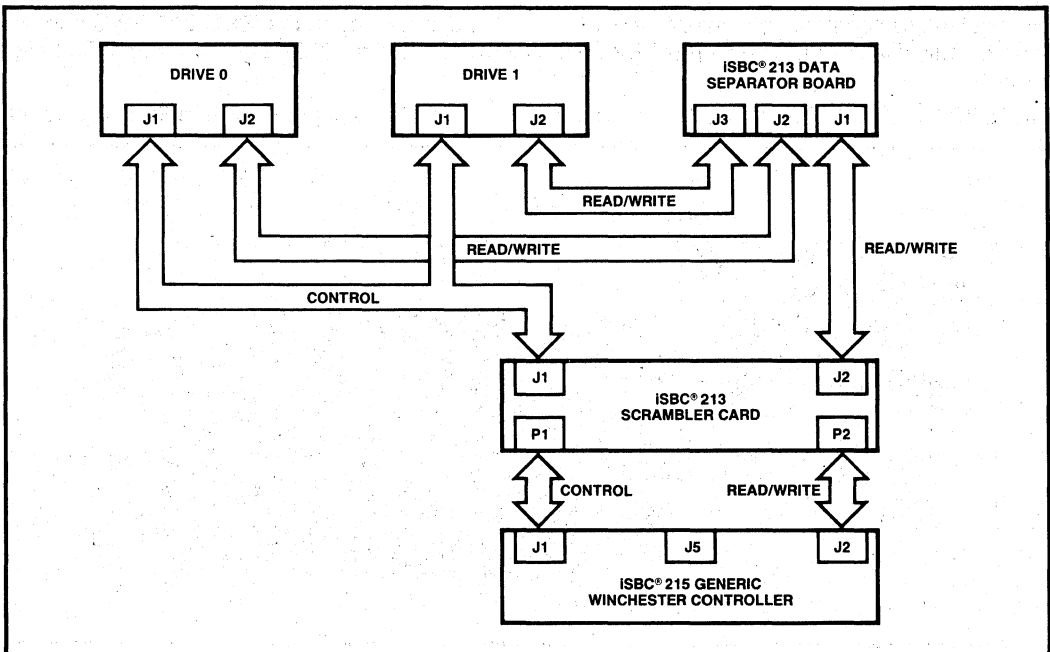 DRIVE 0
J1 J2
DRIVE 1
J1 J2
iSBC® 213 DATA
SEPARATOR BOARD
J3 J2 J1
READ/WRITE
READ/WRITE
READ/WRITE
CONTROL
J1 J2
iSBC® 213
SCRAMBLER CARD
P1 P2
CONTROL
READ/WRITE
J1 J5 J2
iSBC® 215 GENERIC
WINCHESTER CONTROLLER